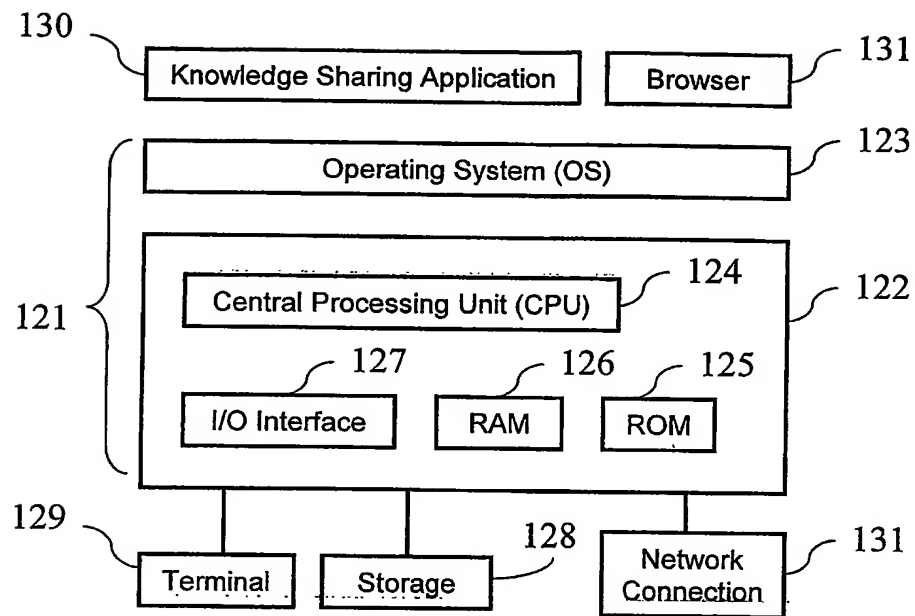 130
Knowledge Sharing Application
Browser
131
Operating System (OS)
123
Central Processing Unit (CPU)
124
122
121
127
126
125
I/O Interface
RAM
ROM
129
Terminal
Storage
128
Network
Connection
131